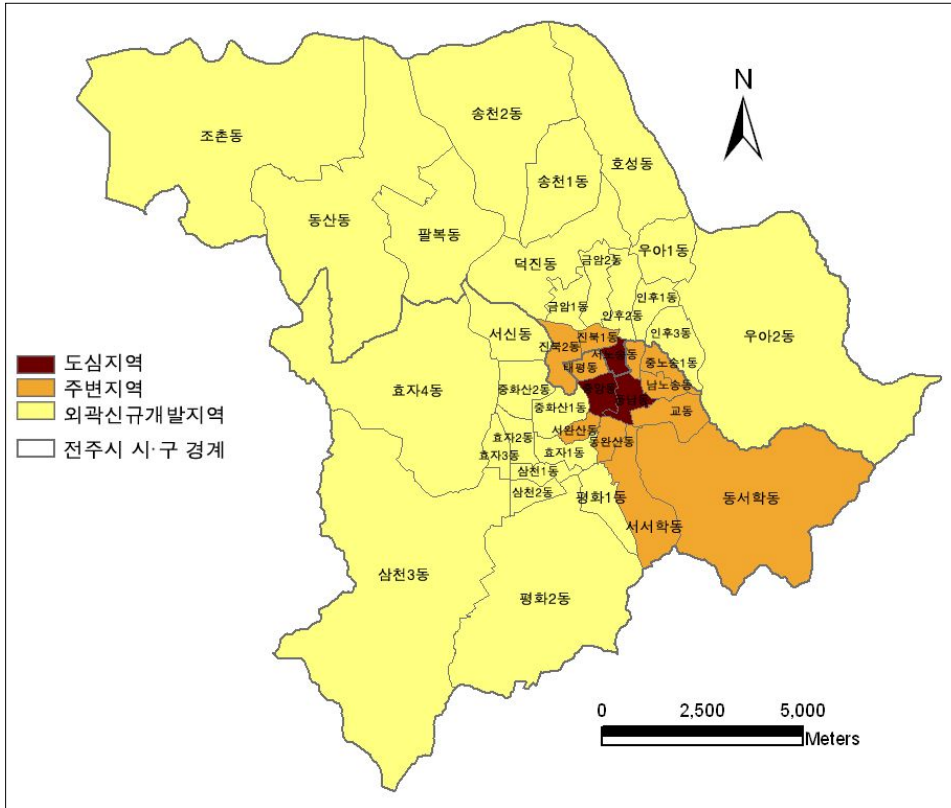 N
송천2동
조촌동
호성동
송천1동
동산동
팔복동
우아1동
금암2동
덕진동
인후1동
금암1동
인후2동
서신동
인후3동
우아2동
진북1동
진북2동
중노송1동
태평동
도심지역
남노송동
효자4동
중화산2동
주변지역
중화산1동
교동
외곽신규개발지역
서완산동
효자2동
동완산동
전주시 시·구 경계
효자3동
효자1동
삼천1동
삼천2동
평화1동
동서학동
서서학동
삼천3동
평화2동
0 2,500 5,000
Meters